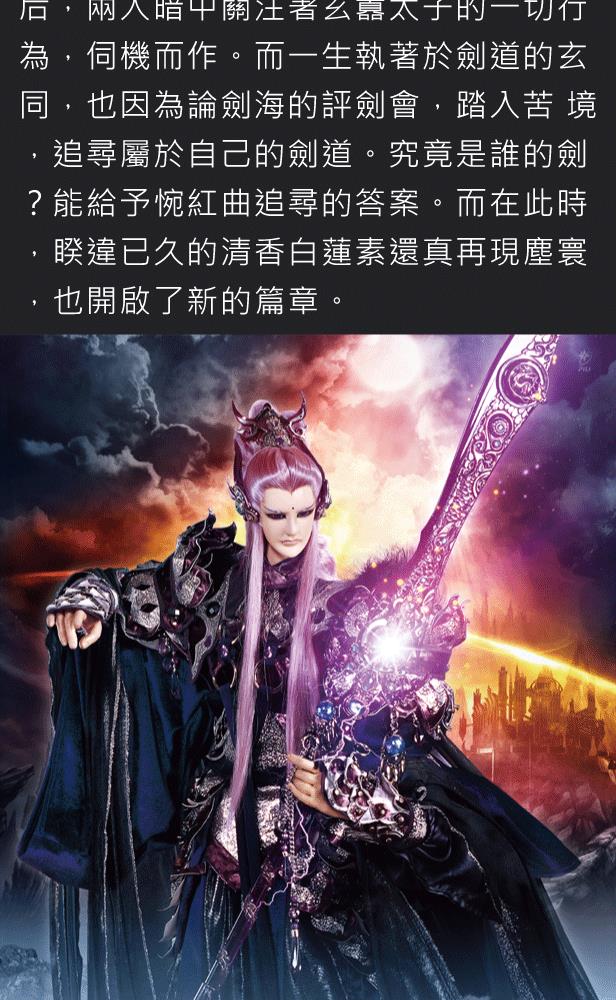 后，兩人暗中關注著玄囂太子的一切行
為，伺機而作。而一生執著於劍道的玄
同，也因為論劍海的評劍會，踏入苦 境
，追尋屬於自己的劍道。究竟是誰的劍
？能給予惋紅曲追尋的答案。而在此時
，睽違已久的清香白蓮素還真再現塵寰
，也開啟了新的篇章。